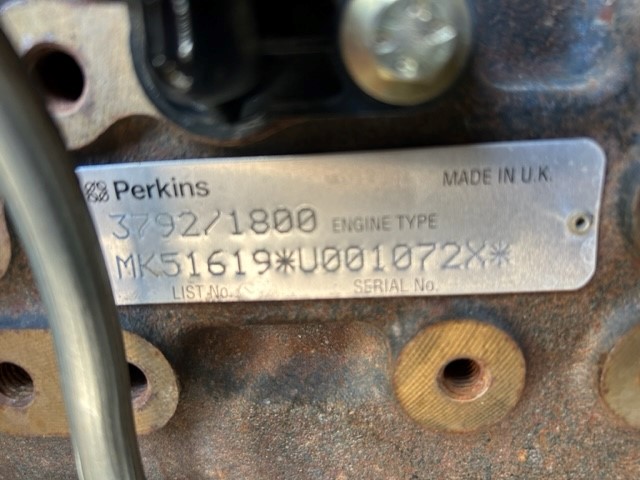 Perkins MADE IN U.K.
3792/1800 ENGINE TYPE
MK51619*U001072X*
LIST No. SERIAL No.